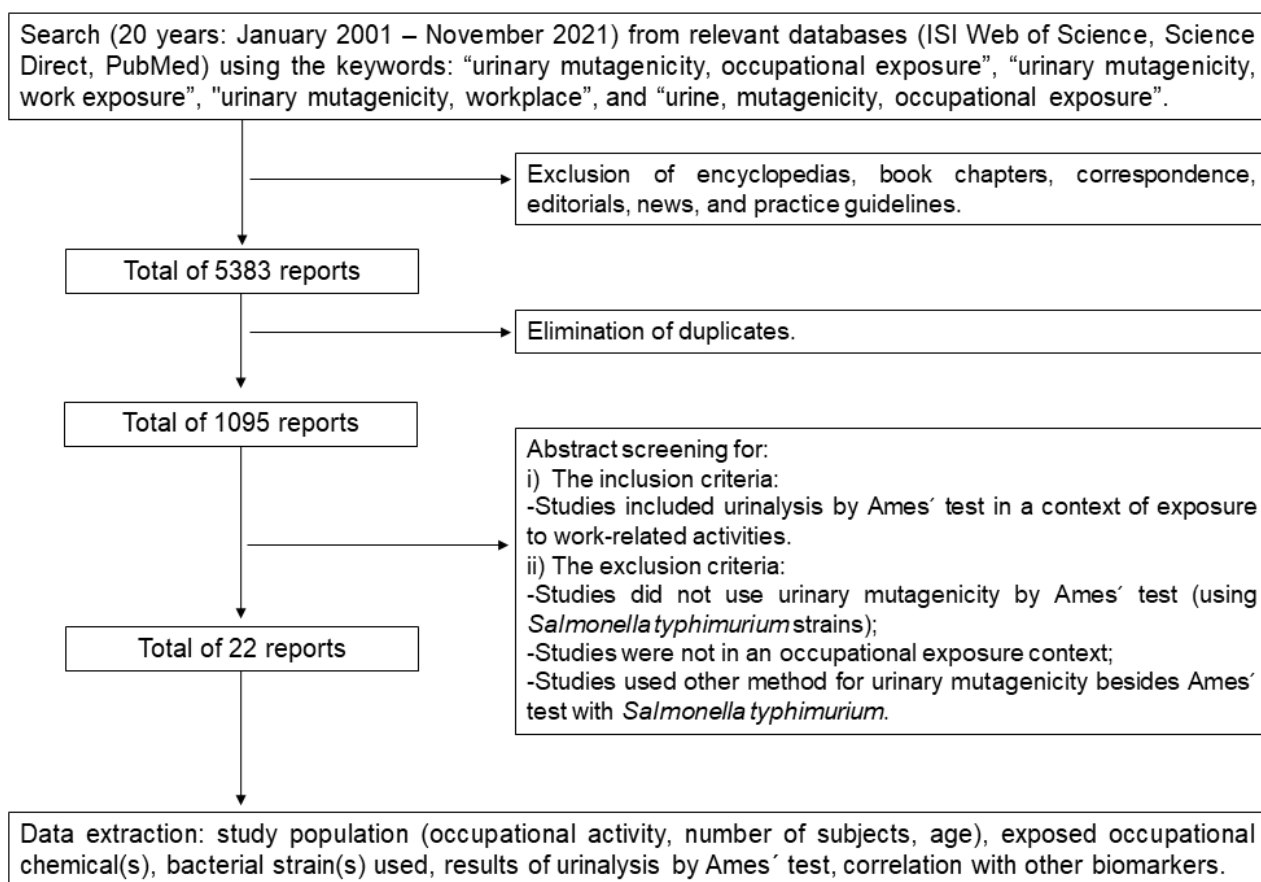 Search (20 years: January 2001 – November 2021) from relevant databases (ISI Web of Science, Science
Direct, PubMed) using the keywords: “urinary mutagenicity, occupational exposure”, “urinary mutagenicity,
work exposure”, "urinary mutagenicity, workplace”, and “urine, mutagenicity, occupational exposure”.
Exclusion of encyclopedias, book chapters, correspondence,
editorials, news, and practice guidelines.
Total of 5383 reports
Elimination of duplicates.
Total of 1095 reports
Abstract screening for:
i) The inclusion criteria:
-Studies included urinalysis by Ames´ test in a context of exposure
to work-related activities.
ii) The exclusion criteria:
-Studies did not use urinary mutagenicity by Ames´ test (using
Salmonella typhimurium strains);
-Studies were not in an occupational exposure context;
-Studies used other method for urinary mutagenicity besides Ames´
test with Salmonella typhimurium.
Total of 22 reports
Data extraction: study population (occupational activity, number of subjects, age), exposed occupational
chemical(s), bacterial strain(s) used, results of urinalysis by Ames´ test, correlation with other biomarkers.